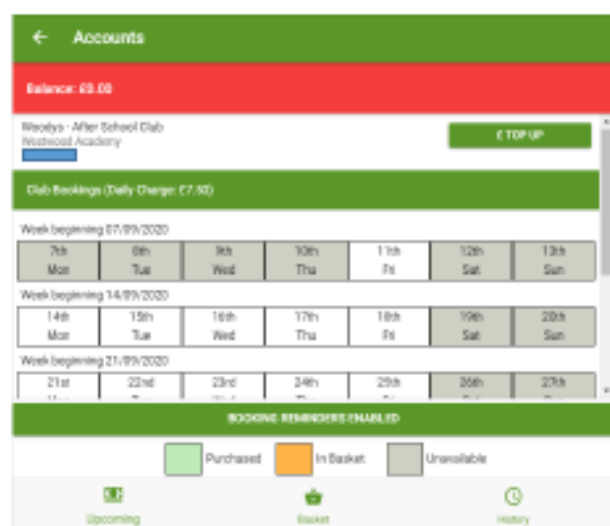 Accounts
Balance: £0.00
Woodys - After School Club
Westwood Academy
£ TOP UP
Club Bookings (Daily Charge: £7.50)
Week beginning 07/09/2020
7th 8th 9th 10th 11th 12th 13th
Mon Tue Wed Thu Fri Sat Sun
Week beginning 14/09/2020
14th 15th 16th 17th 18th 19th 20th
Mon Tue Wed Thu Fri Sat Sun
Week beginning 21/09/2020
21st 22nd 23rd 24th 25th 26th 27th
BOOKING REMINDERS ENABLED
Purchased In Basket Unavailable
Upcoming Basket History